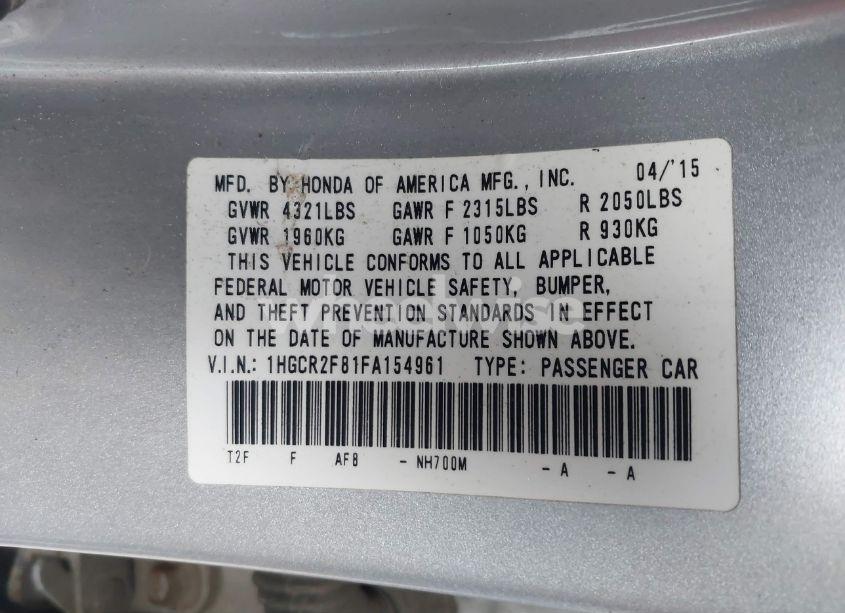 MFD. BY HONDA OF AMERICA MFG., INC. 04/'15
GVWR 4321LBS GAWR F 2315LBS R 2050LBS
GVWR 1960KG GAWR F 1050KG R 930KG
THIS VEHICLE CONFORMS TO ALL APPLICABLE
FEDERAL MOTOR VEHICLE SAFETY, BUMPER,
AND THEFT PREVENTION STANDARDS IN EFFECT
ON THE DATE OF MANUFACTURE SHOWN ABOVE.
V.I.N.: 1HGCR2F81FA154961 TYPE: PASSENGER CAR
T2F F AF8 - NH700M - A - A
wheelwise